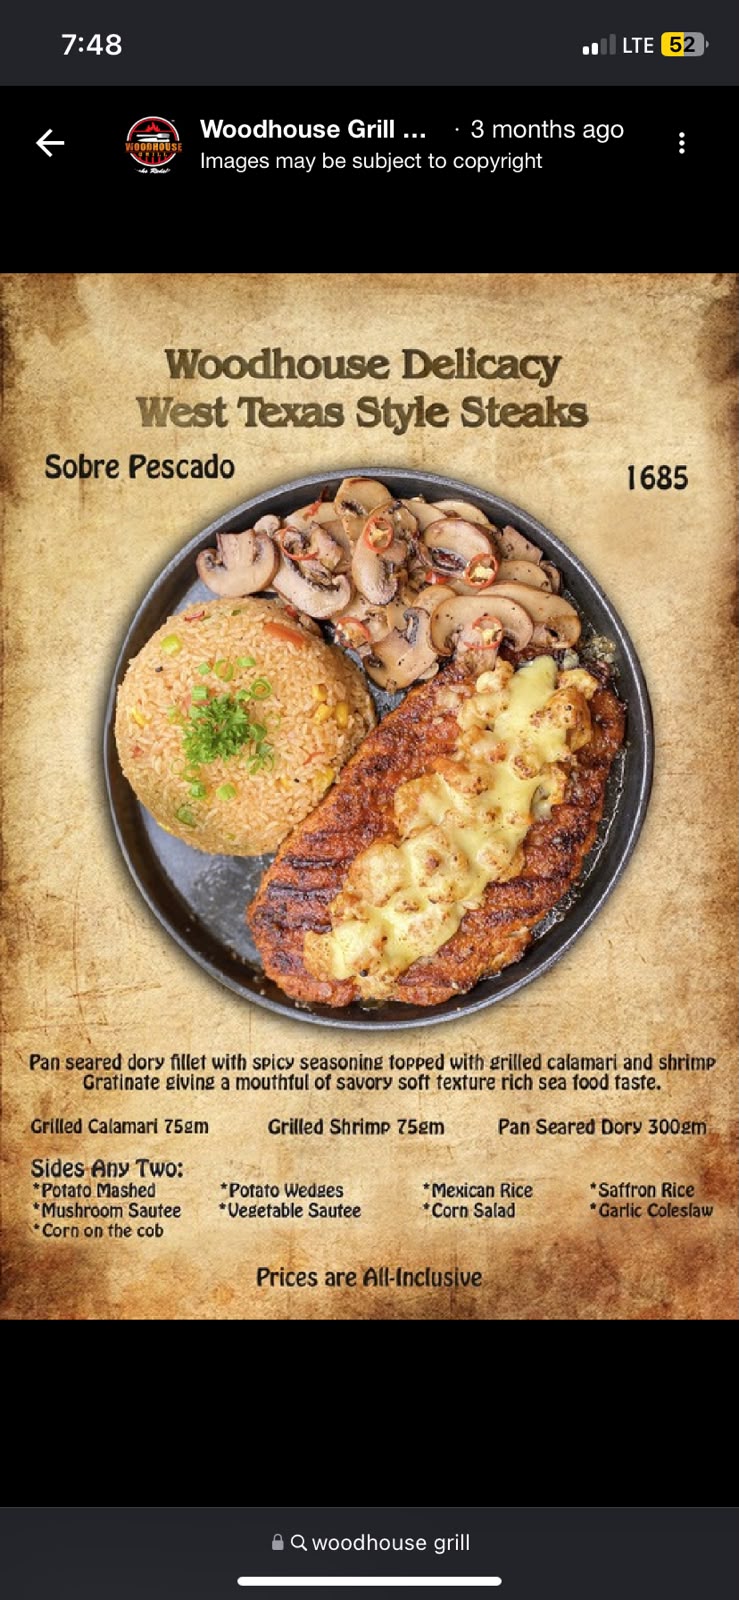 7:48
LTE 52
Woodhouse Grill ... · 3 months ago
Images may be subject to copyright
WOODHOUSE
GRILL
Woodhouse Delicacy
West Texas Style Steaks
Sobre Pescado
1685
Pan seared dory fillet with spicy seasoning topped with grilled calamari and shrimp
Gratinate giving a mouthful of savory soft texture rich sea food taste.
Grilled Calamari 75gm Grilled Shrimp 75gm Pan Seared Dory 300gm
Sides Any Two:
*Potato Mashed *Potato Wedges *Mexican Rice *Saffron Rice
*Mushroom Sautee *Vegetable Sautee *Corn Salad *Garlic Coleslaw
*Corn on the cob
Prices are All-Inclusive
woodhouse grill